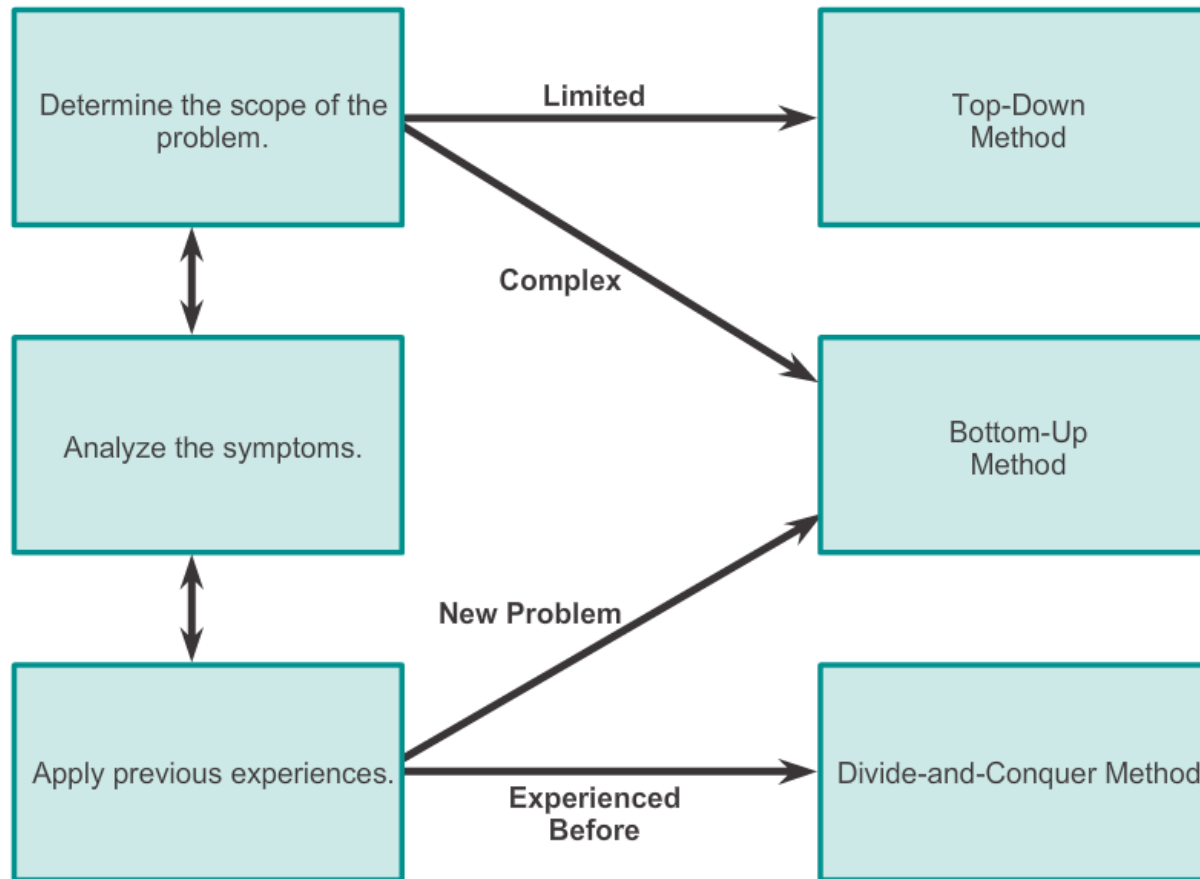 Determine the scope of the
problem.
Limited
Top-Down
Method
Complex
Analyze the symptoms.
Bottom-Up
Method
New Problem
Apply previous experiences.
Experienced
Before
Divide-and-Conquer Method